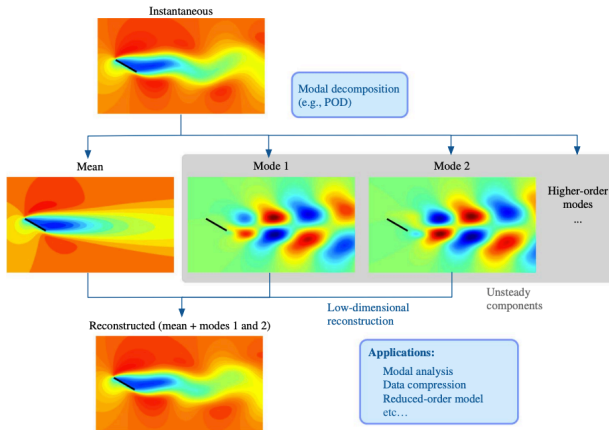 Instantaneous
Modal decomposition
(e.g., POD)
Mean
Mode 1
Mode 2
Higher-order
modes
...
Low-dimensional
reconstruction
Unsteady
components
Reconstructed (mean + modes 1 and 2)
Applications:
Modal analysis
Data compression
Reduced-order model
etc...